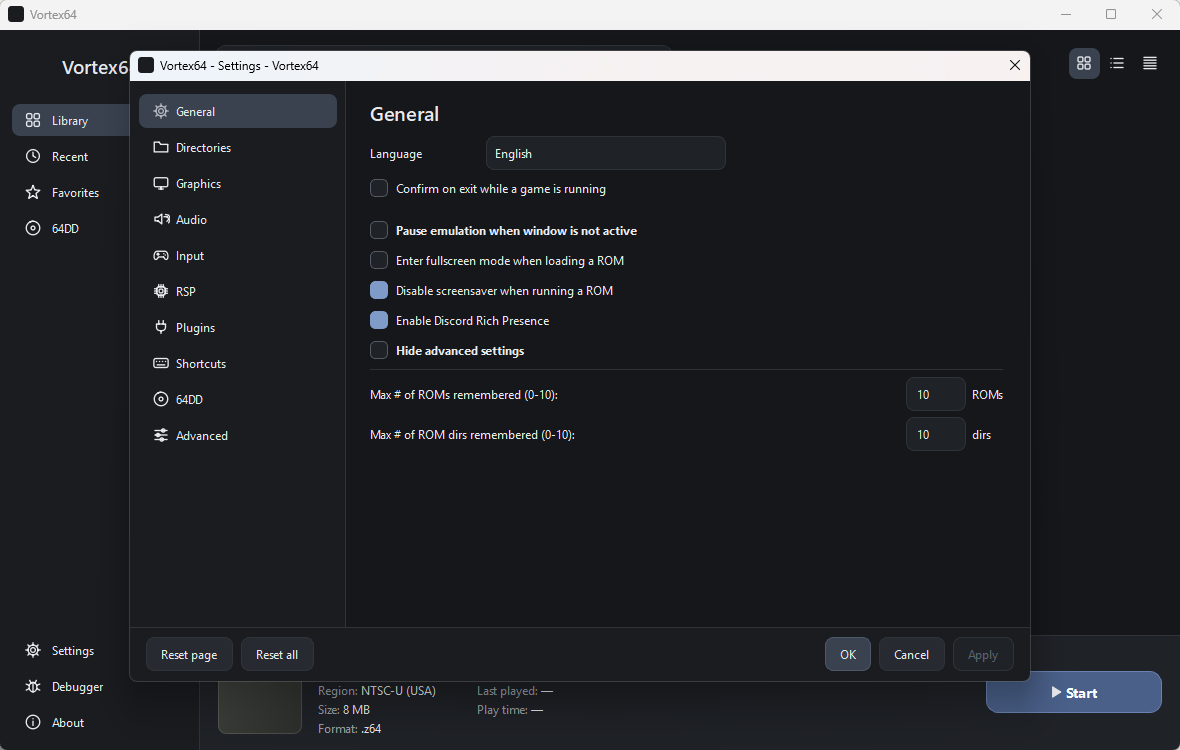 Vortex64
Vortex64 - Settings - Vortex64
Library
Recent
Favorites
64DD
Settings
Debugger
About
General
Directories
Graphics
Audio
Input
RSP
Plugins
Shortcuts
64DD
Advanced
General
Language English
Confirm on exit while a game is running
Pause emulation when window is not active
Enter fullscreen mode when loading a ROM
Disable screensaver when running a ROM
Enable Discord Rich Presence
Hide advanced settings
Max # of ROMs remembered (0-10): 10 ROMs
Max # of ROM dirs remembered (0-10): 10 dirs
Reset page Reset all OK Cancel Apply
Region: NTSC-U (USA) Last played: —
Size: 8 MB Play time: —
Format: .z64
Start